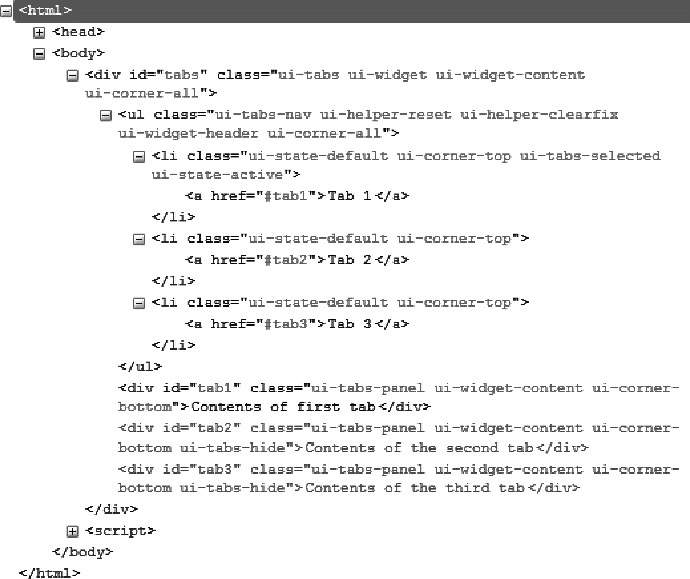 <html>
<head>
<body>
<div id="tabs" class="ui-tabs ui-widget ui-widget-content
ui-corner-all">
<ul class="ui-tabs-nav ui-helper-reset ui-helper-clearfix
ui-widget-header ui-corner-all">
<li class="ui-state-default ui-corner-top ui-tabs-selected
ui-state-active">
<a href="#tab1">Tab 1</a>
</li>
<li class="ui-state-default ui-corner-top">
<a href="#tab2">Tab 2</a>
</li>
<li class="ui-state-default ui-corner-top">
<a href="#tab3">Tab 3</a>
</li>
</ul>
<div id="tab1" class="ui-tabs-panel ui-widget-content ui-corner-
bottom">Contents of first tab</div>
<div id="tab2" class="ui-tabs-panel ui-widget-content ui-corner-
bottom ui-tabs-hide">Contents of the second tab</div>
<div id="tab3" class="ui-tabs-panel ui-widget-content ui-corner-
bottom ui-tabs-hide">Contents of the third tab</div>
</div>
<script>
</body>
</html>